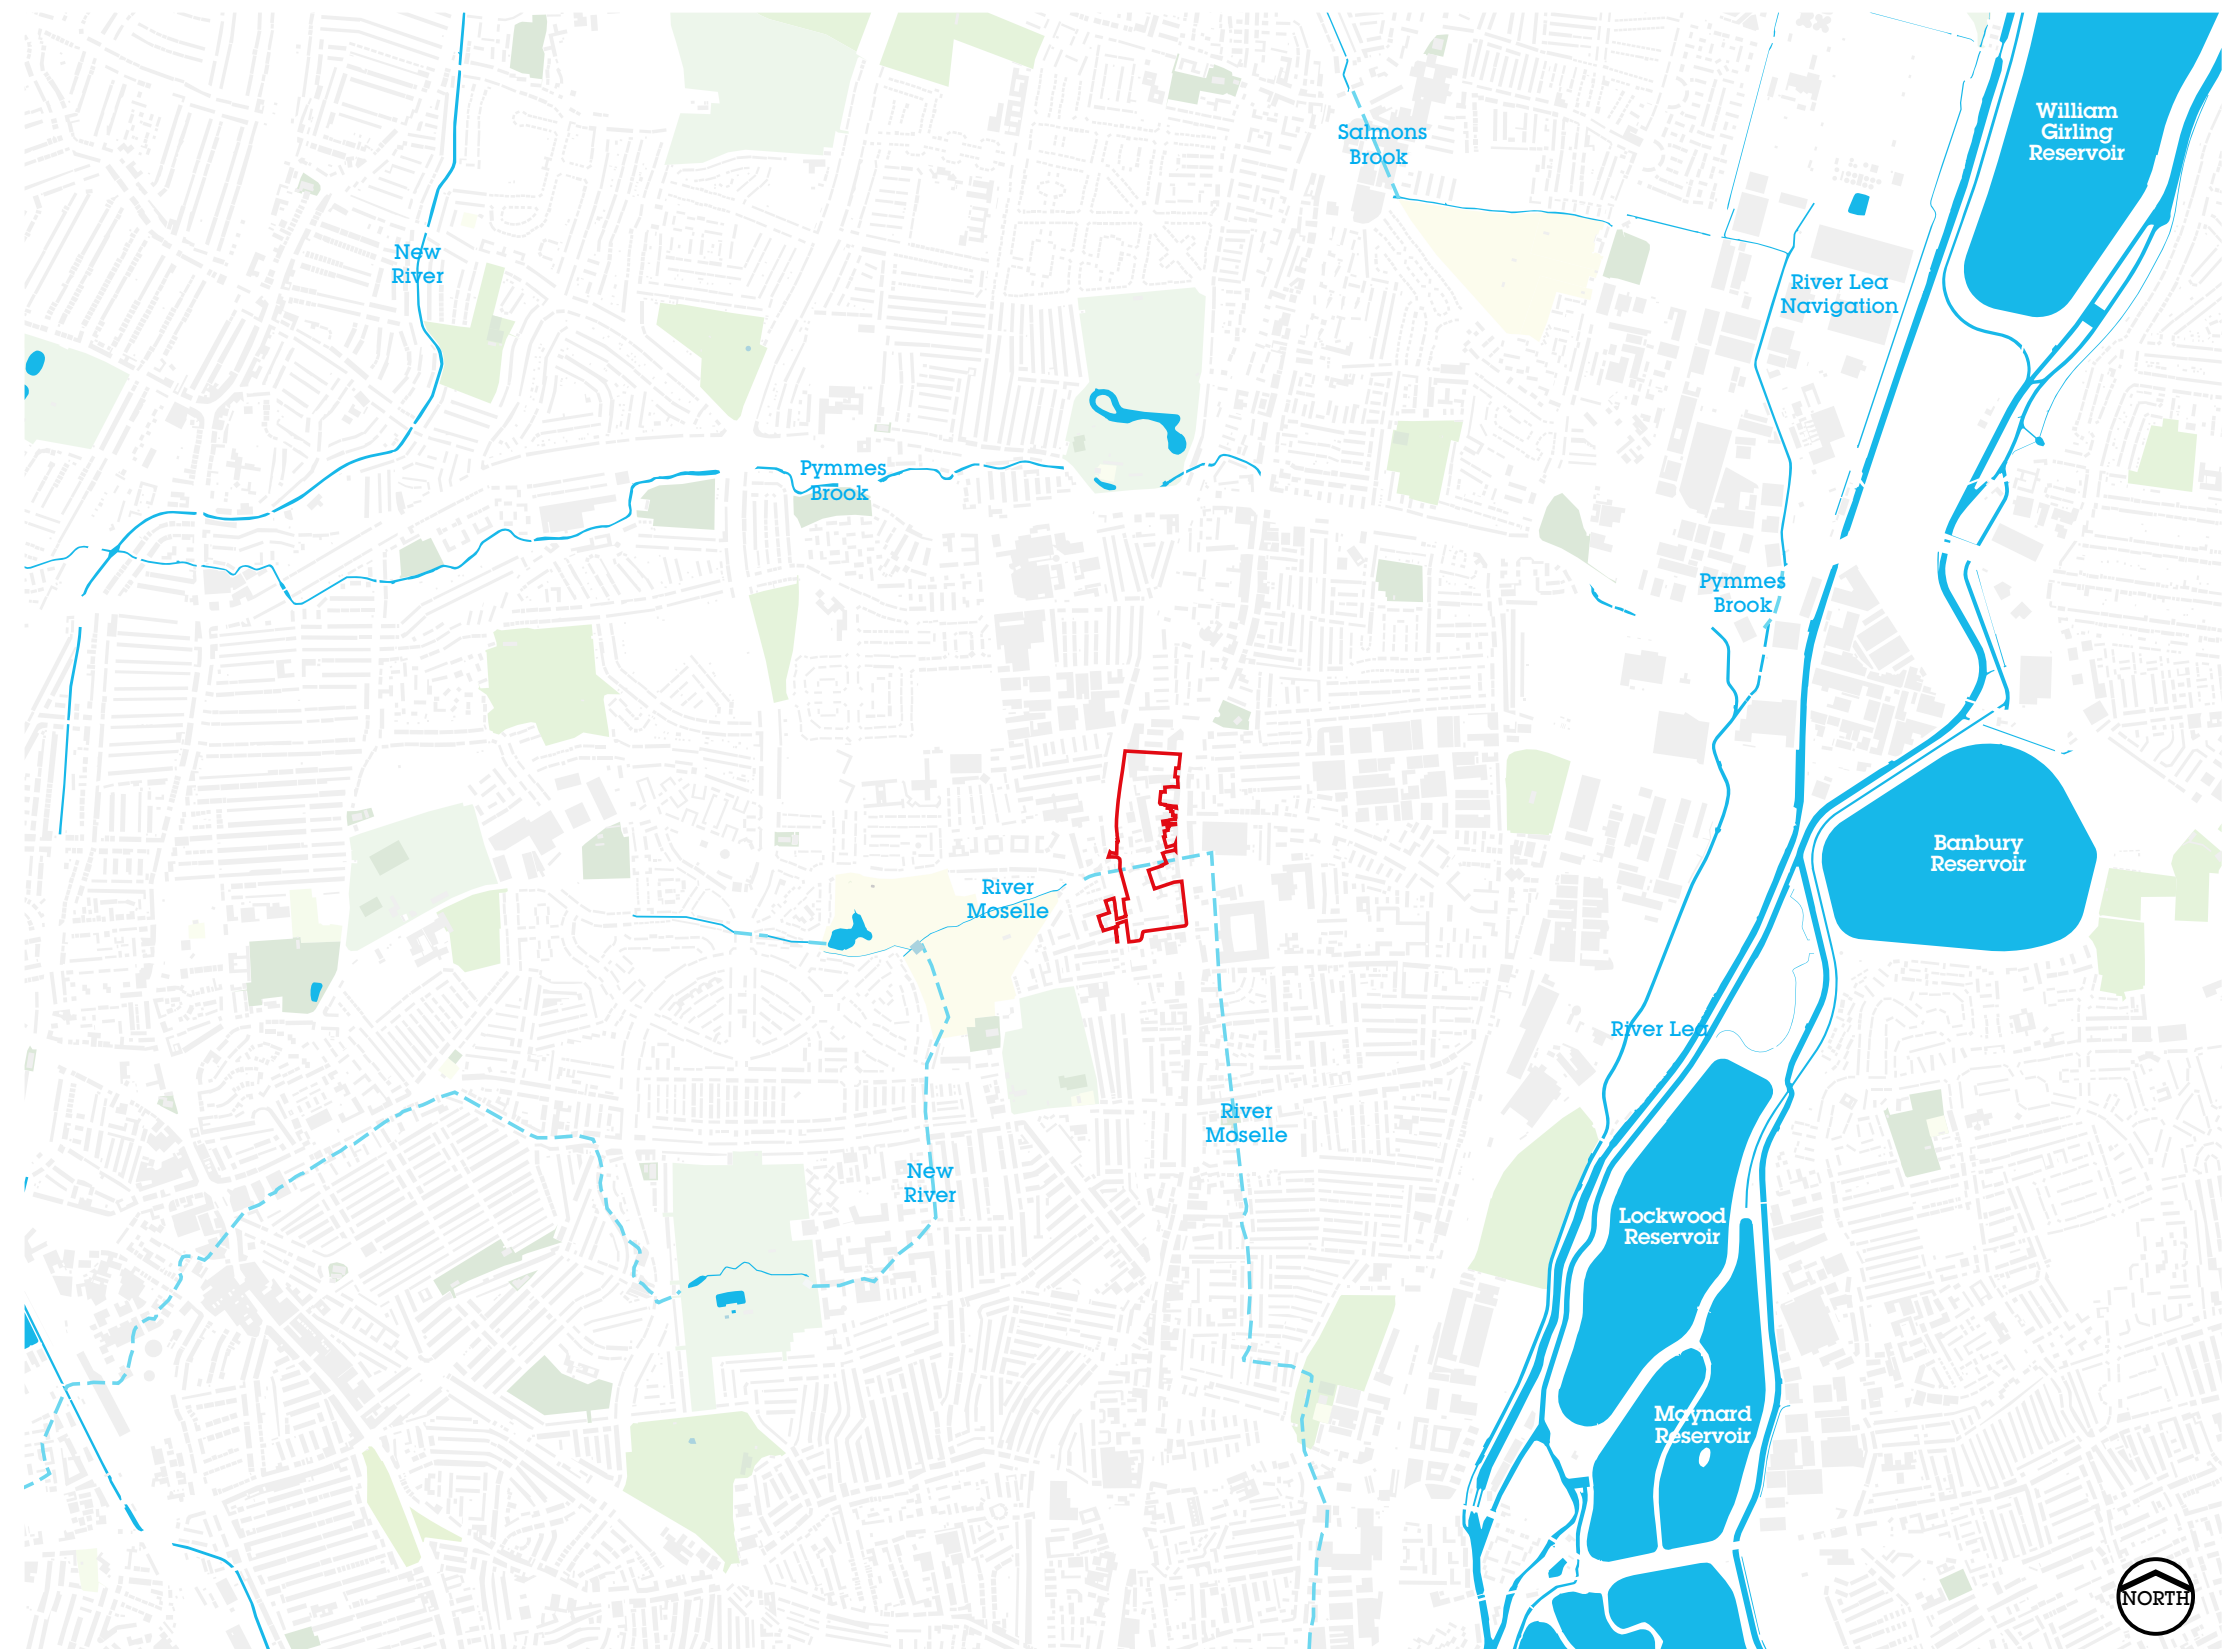 William
Girling
Reservoir
Salmons
Brook
New
River
River Lea
Navigation
Pymmes
Brook
Pymmes
Brook
Banbury
Reservoir
River
Moselle
River Lea
River
Moselle
New
River
Lockwood
Reservoir
Maynard
Reservoir
NORTH